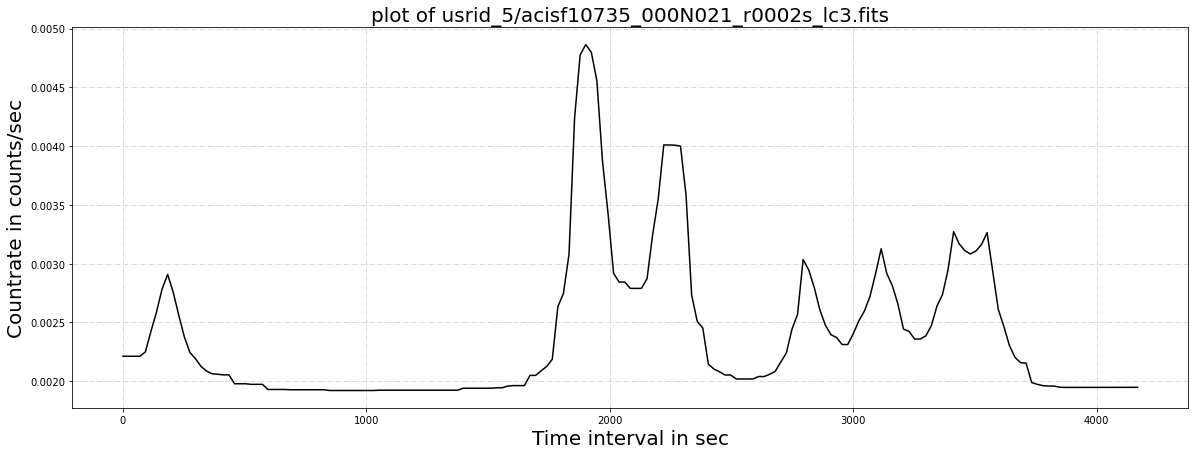 plot of usrid_5/acisf10735_000N021_r0002s_lc3.fits
Countrate in counts/sec
0.0050
0.0045
0.0040
0.0035
0.0030
0.0025
0.0020
0 1000 2000 3000 4000
Time interval in sec